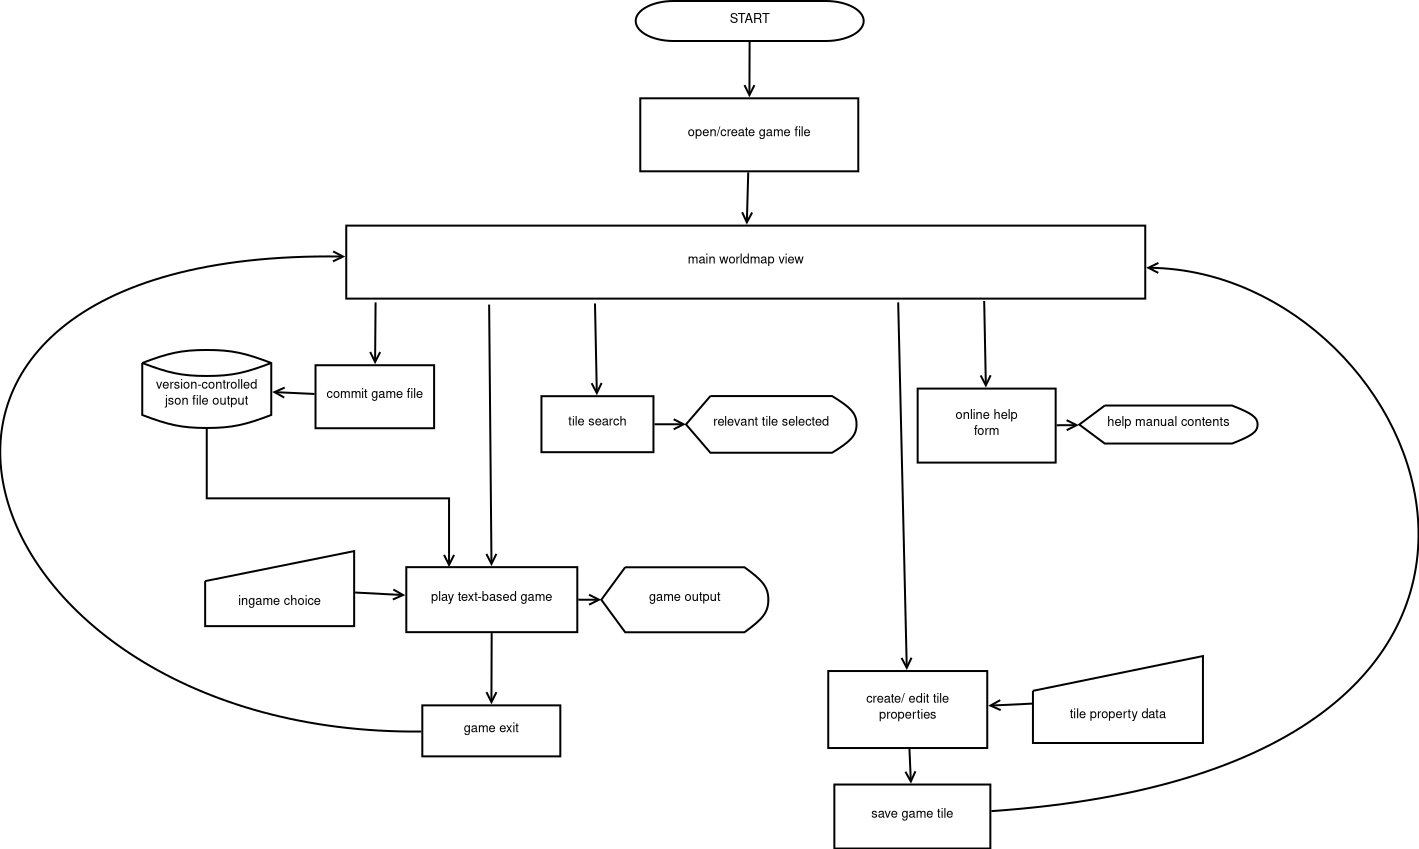 START
open/create game file
main worldmap view
version-controlled
json file output
commit game file
tile search
relevant tile selected
online help
form
help manual contents
ingame choice
play text-based game
game output
game exit
create/ edit tile
properties
tile property data
save game tile